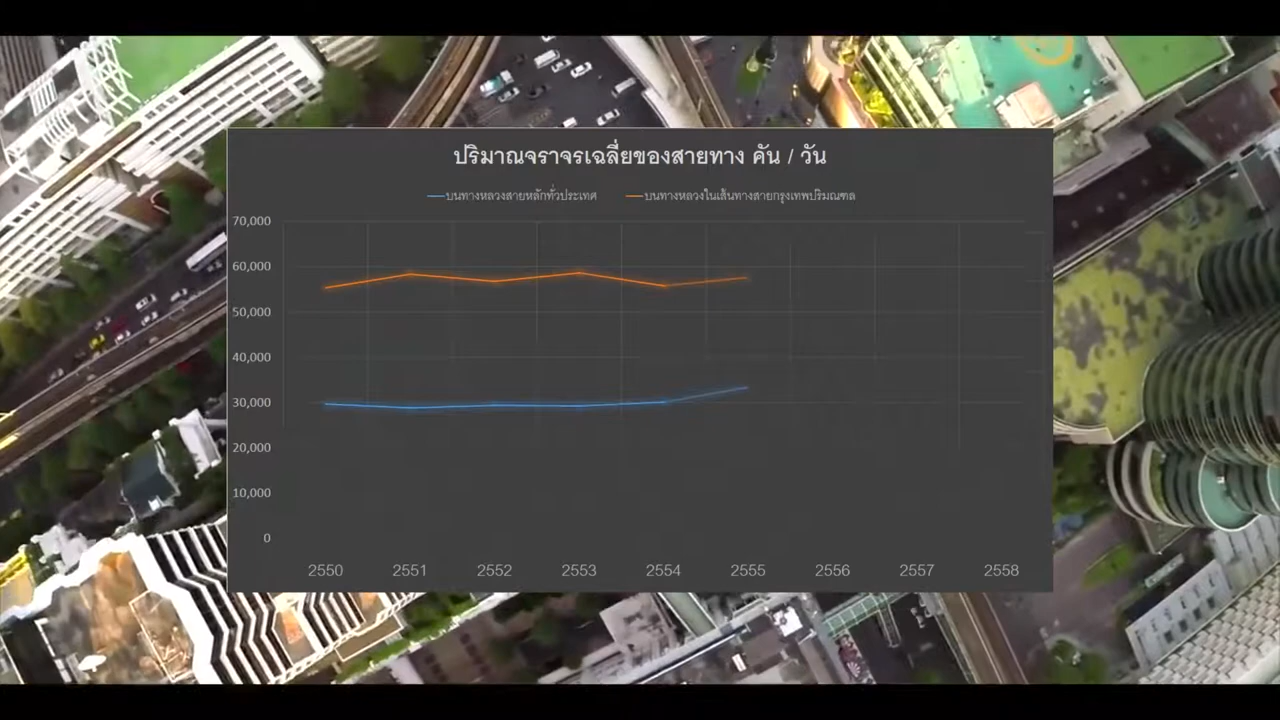 ปริมาณจราจรเฉลี่ยของสายทาง คัน / วัน
บนทางหลวงสายหลักทั่วประเทศ บนทางหลวงในเส้นทางสายกรุงเทพปริมณฑล
70,000
60,000
50,000
40,000
30,000
20,000
10,000
0
2550 2551 2552 2553 2554 2555 2556 2557 2558